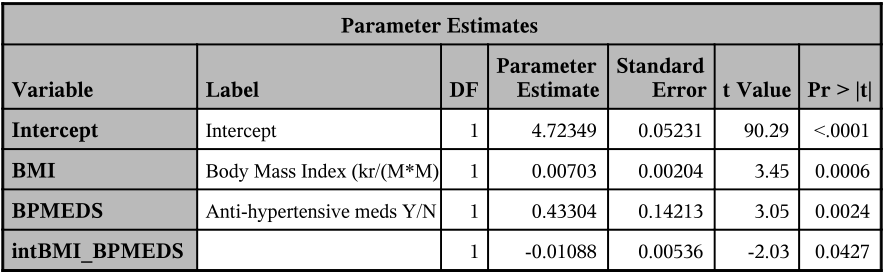 Parameter Estimates
Variable Label DF Parameter Estimate Standard Error t Value Pr > |t|
Intercept Intercept 1 4.72349 0.05231 90.29 <.0001
BMI Body Mass Index (kr/(M*M) 1 0.00703 0.00204 3.45 0.0006
BPMEDS Anti-hypertensive meds Y/N 1 0.43304 0.14213 3.05 0.0024
intBMI_BPMEDS 1 -0.01088 0.00536 -2.03 0.0427